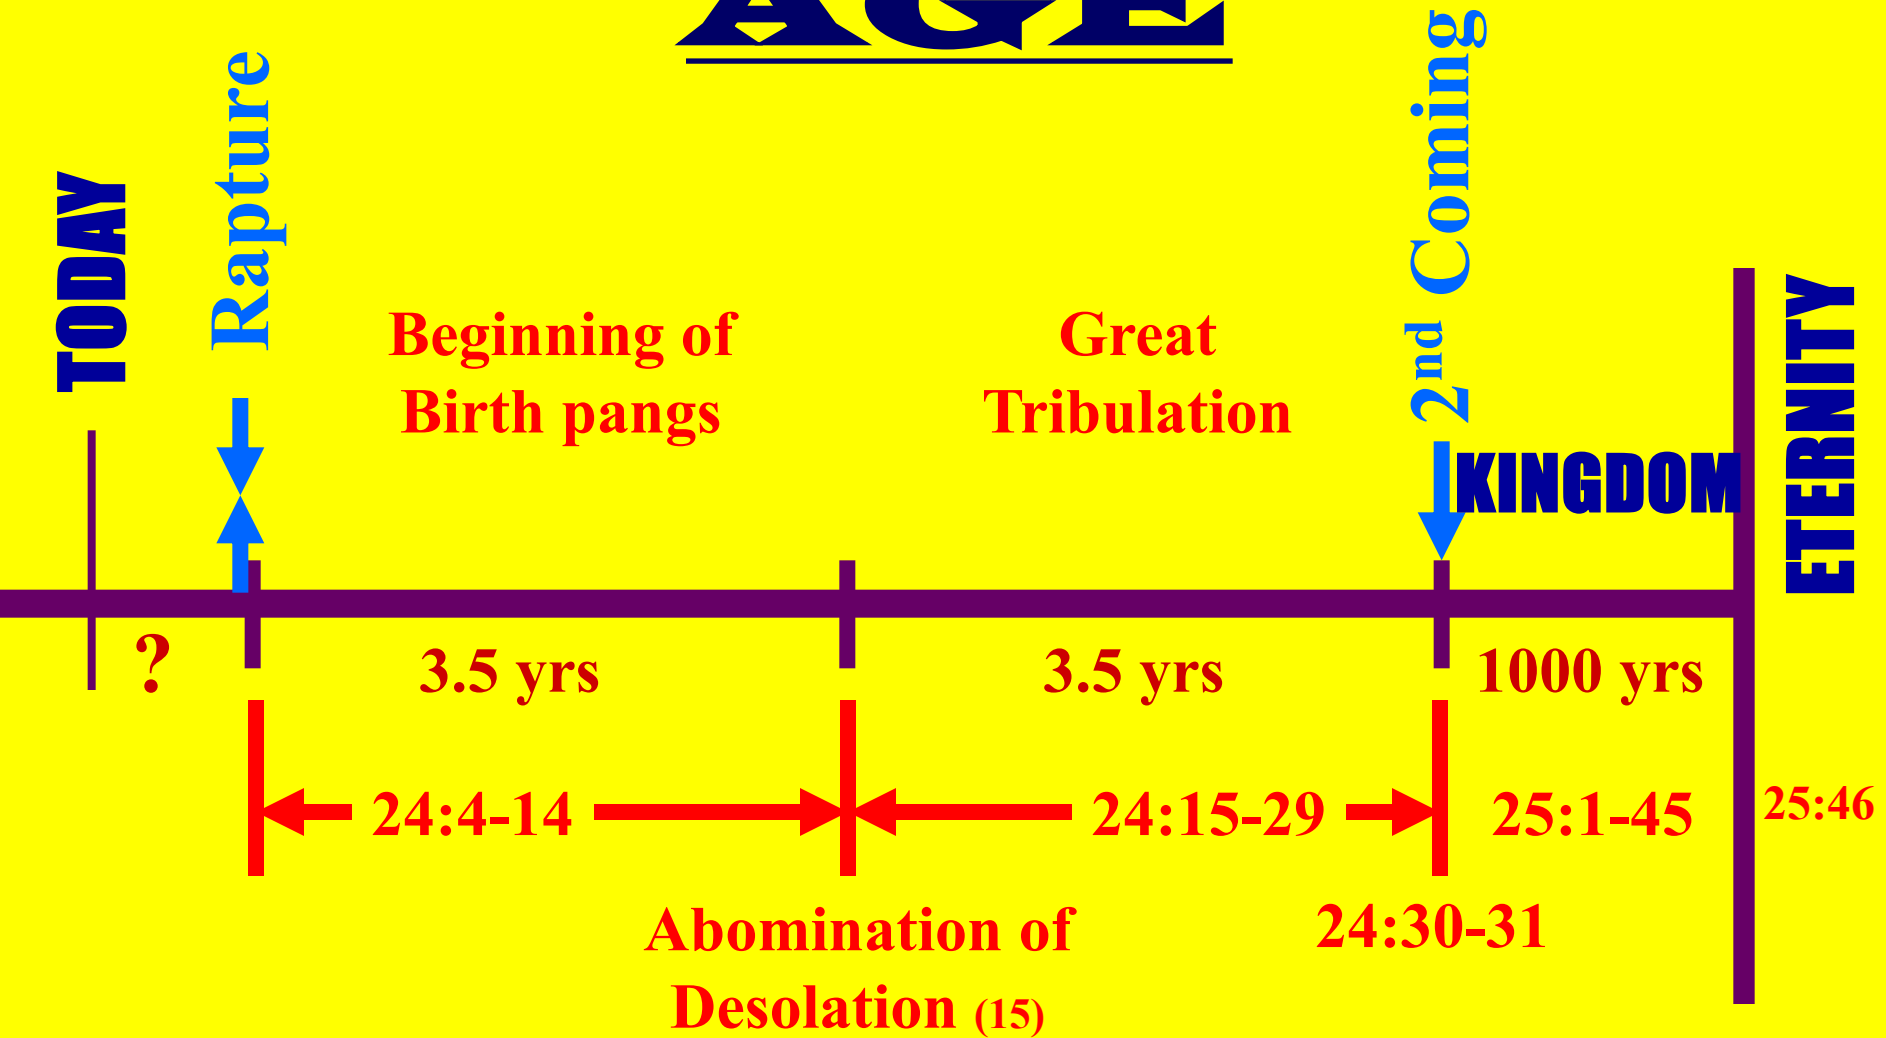 AGE
TODAY
Rapture
2nd Coming
Beginning of
Birth pangs
Great
Tribulation
KINGDOM
ETERNITY
?
3.5 yrs
3.5 yrs
1000 yrs
24:4-14
24:15-29
25:1-45
25:46
Abomination of
Desolation (15)
24:30-31